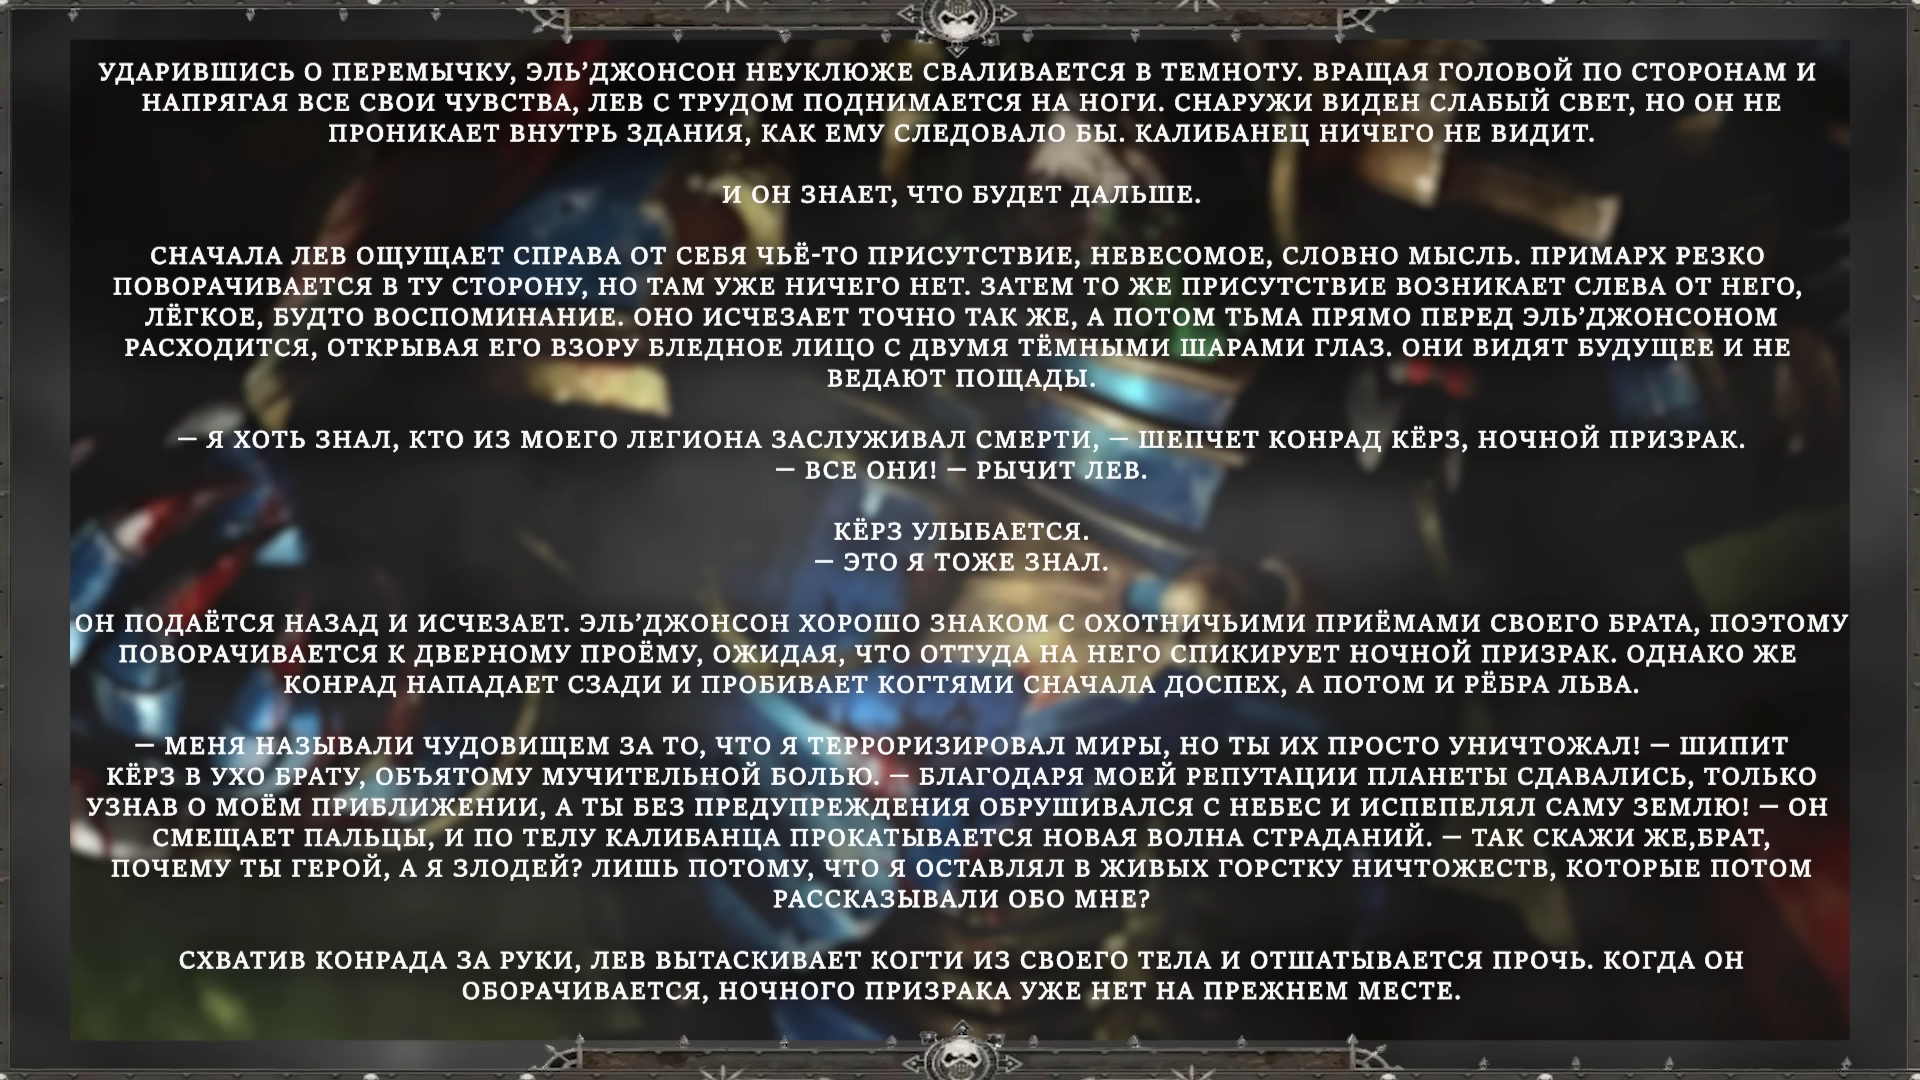 УДАРИВШИСЬ О ПЕРЕМЫЧКУ, ЭЛЬ’ДЖОНСОН НЕУКЛЮЖЕ СВАЛИВАЕТСЯ В ТЕМНОТУ. ВРАЩАЯ ГОЛОВОЙ ПО СТОРОНАМ И
НАПРЯГАЯ ВСЕ СВОИ ЧУВСТВА, ЛЕВ С ТРУДОМ ПОДНИМАЕТСЯ НА НОГИ. СНАРУЖИ ВИДЕН СЛАБЫЙ СВЕТ, НО ОН НЕ
ПРОНИКАЕТ ВНУТРЬ ЗДАНИЯ, КАК ЕМУ СЛЕДОВАЛО БЫ. КАЛИБАНЕЦ НИЧЕГО НЕ ВИДИТ.
И ОН ЗНАЕТ, ЧТО БУДЕТ ДАЛЬШЕ.
СНАЧАЛА ЛЕВ ОЩУЩАЕТ СПРАВА ОТ СЕБЯ ЧЬЁ-ТО ПРИСУТСТВИЕ, НЕВЕСОМОЕ, СЛОВНО МЫСЛЬ. ПРИМАРХ РЕЗКО
ПОВОРАЧИВАЕТСЯ В ТУ СТОРОНУ, НО ТАМ УЖЕ НИЧЕГО НЕТ. ЗАТЕМ ТО ЖЕ ПРИСУТСТВИЕ ВОЗНИКАЕТ СЛЕВА ОТ НЕГО,
ЛЁГКОЕ, БУДТО ВОСПОМИНАНИЕ. ОНО ИСЧЕЗАЕТ ТОЧНО ТАК ЖЕ, А ПОТОМ ТЬМА ПРЯМО ПЕРЕД ЭЛЬ’ДЖОНСОНОМ
РАСХОДИТСЯ, ОТКРЫВАЯ ЕГО ВЗОРУ БЛЕДНОЕ ЛИЦО С ДВУМЯ ТЁМНЫМИ ШАРАМИ ГЛАЗ. ОНИ ВИДЯТ БУДУЩЕЕ И НЕ
ВЕДАЮТ ПОЩАДЫ.
— Я ХОТЬ ЗНАЛ, КТО ИЗ МОЕГО ЛЕГИОНА ЗАСЛУЖИВАЛ СМЕРТИ, — ШЕПЧЕТ КОНРАД КЁРЗ, НОЧНОЙ ПРИЗРАК.
— ВСЕ ОНИ! — РЫЧИТ ЛЕВ.
КЁРЗ УЛЫБАЕТСЯ.
— ЭТО Я ТОЖЕ ЗНАЛ.
ОН ПОДАЁТСЯ НАЗАД И ИСЧЕЗАЕТ. ЭЛЬ’ДЖОНСОН ХОРОШО ЗНАКОМ С ОХОТНИЧЬИМИ ПРИЁМАМИ СВОЕГО БРАТА, ПОЭТОМУ
ПОВОРАЧИВАЕТСЯ К ДВЕРНОМУ ПРОЁМУ, ОЖИДАЯ, ЧТО ОТТУДА НА НЕГО СПИКИРУЕТ НОЧНОЙ ПРИЗРАК. ОДНАКО ЖЕ
КОНРАД НАПАДАЕТ СЗАДИ И ПРОБИВАЕТ КОГТЯМИ СНАЧАЛА ДОСПЕХ, А ПОТОМ И РЁБРА ЛЬВА.
— МЕНЯ НАЗЫВАЛИ ЧУДОВИЩЕМ ЗА ТО, ЧТО Я ТЕРРОРИЗИРОВАЛ МИРЫ, НО ТЫ ИХ ПРОСТО УНИЧТОЖАЛ! — ШИПИТ
КЁРЗ В УХО БРАТУ, ОБЪЯТОМУ МУЧИТЕЛЬНОЙ БОЛЬЮ. — БЛАГОДАРЯ МОЕЙ РЕПУТАЦИИ ПЛАНЕТЫ СДАВАЛИСЬ, ТОЛЬКО
УЗНАВ О МОЁМ ПРИБЛИЖЕНИИ, А ТЫ БЕЗ ПРЕДУПРЕЖДЕНИЯ ОБРУШИВАЛСЯ С НЕБЕС И ИСПЕПЕЛЯЛ САМУ ЗЕМЛЮ! — ОН
СМЕЩАЕТ ПАЛЬЦЫ, И ПО ТЕЛУ КАЛИБАНЦА ПРОКАТЫВАЕТСЯ НОВАЯ ВОЛНА СТРАДАНИЙ. — ТАК СКАЖИ ЖЕ,БРАТ,
ПОЧЕМУ ТЫ ГЕРОЙ, А Я ЗЛОДЕЙ? ЛИШЬ ПОТОМУ, ЧТО Я ОСТАВЛЯЛ В ЖИВЫХ ГОРСТКУ НИЧТОЖЕСТВ, КОТОРЫЕ ПОТОМ
РАССКАЗЫВАЛИ ОБО МНЕ?
СХВАТИВ КОНРАДА ЗА РУКИ, ЛЕВ ВЫТАСКИВАЕТ КОГТИ ИЗ СВОЕГО ТЕЛА И ОТШАТЫВАЕТСЯ ПРОЧЬ. КОГДА ОН
ОБОРАЧИВАЕТСЯ, НОЧНОГО ПРИЗРАКА УЖЕ НЕТ НА ПРЕЖНЕМ МЕСТЕ.